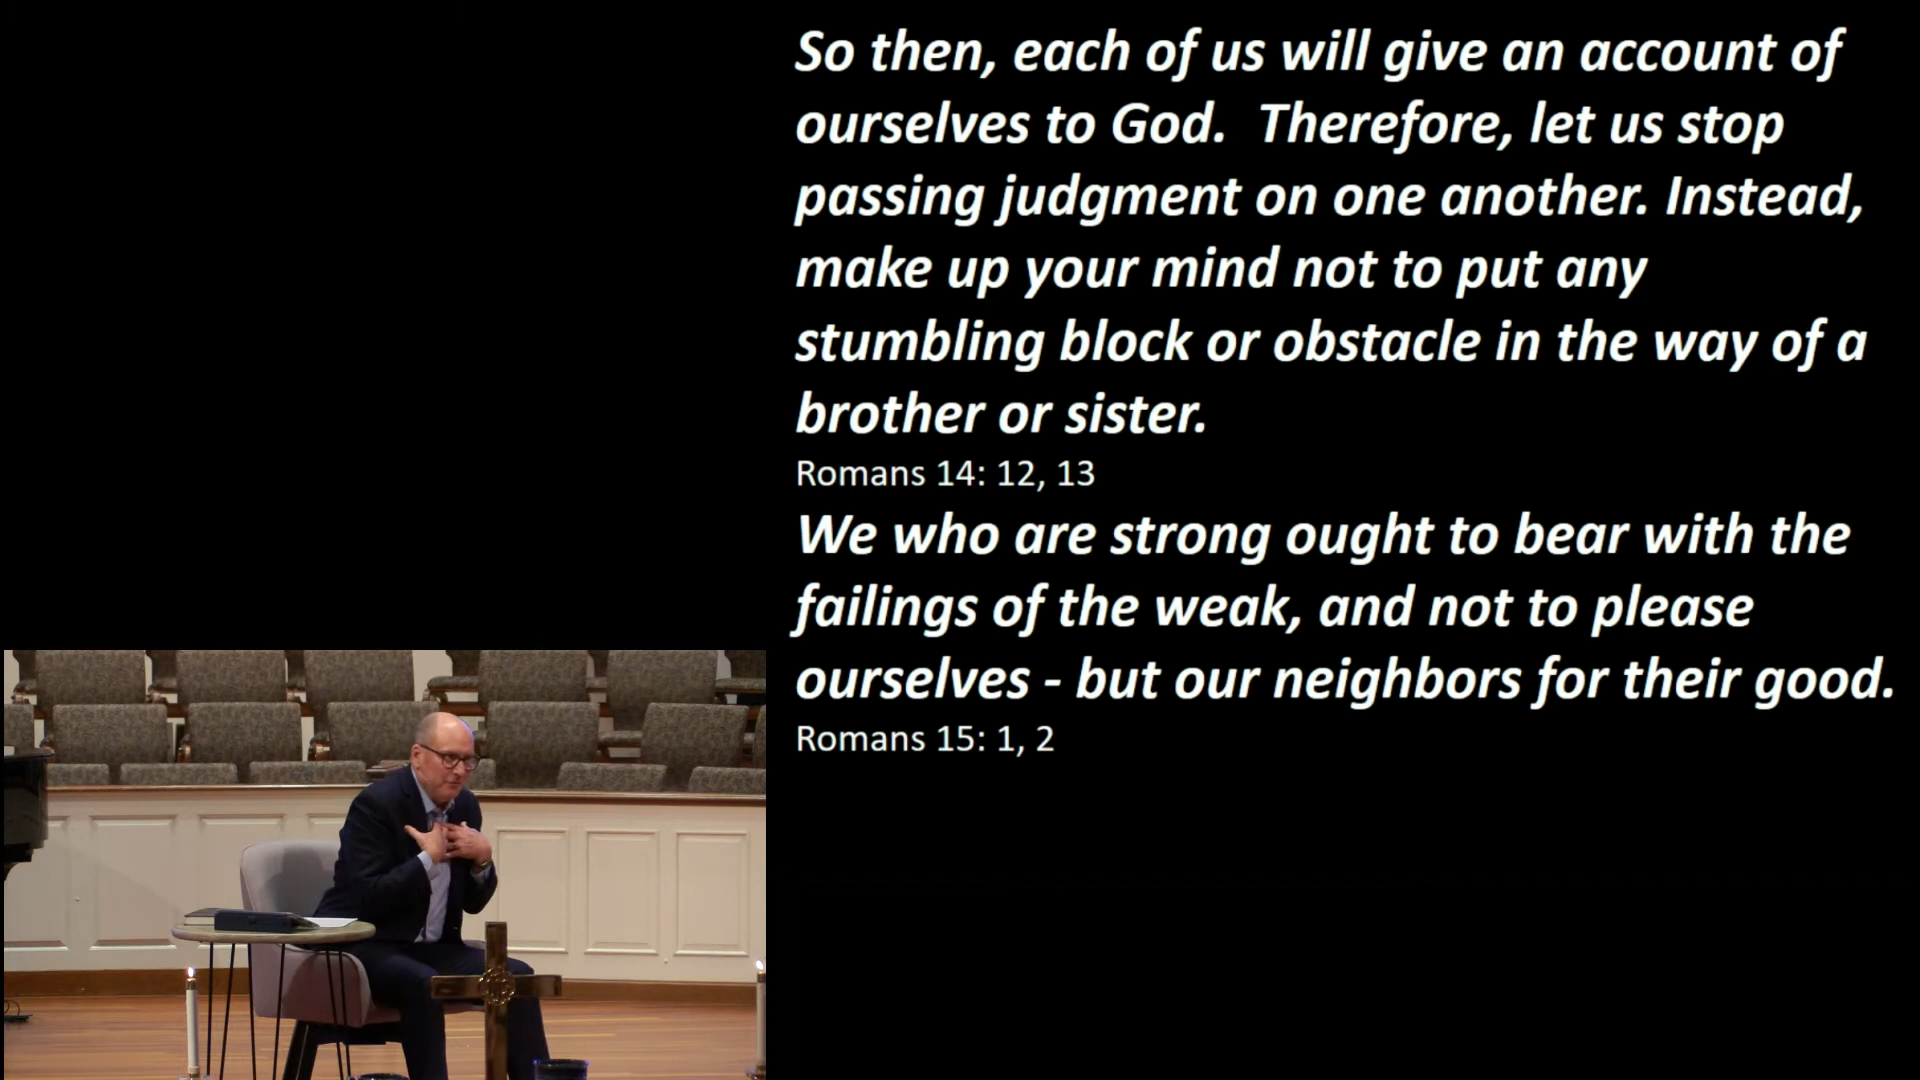 So then, each of us will give an account of
ourselves to God.  Therefore, let us stop
passing judgment on one another. Instead,
make up your mind not to put any
stumbling block or obstacle in the way of a
brother or sister.
Romans 14: 12, 13
We who are strong ought to bear with the
failings of the weak, and not to please
ourselves - but our neighbors for their good.
Romans 15: 1, 2